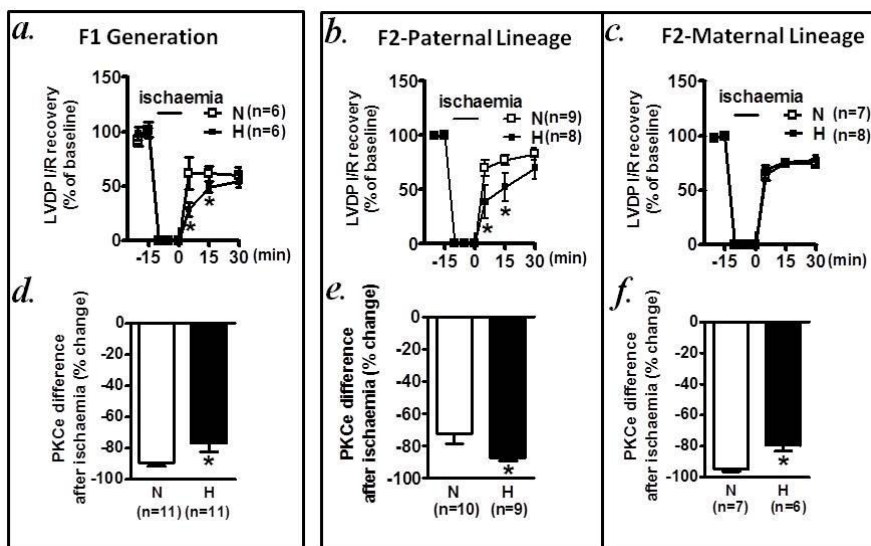 a.
F1 Generation
LVDP I/R recovery
(% of baseline)
150
100
50
0
ischaemia
N (n=6)
H (n=6)
*
*
-15 0 15 30 (min)
b.
F2-Paternal Lineage
LVDP I/R recovery
(% of baseline)
150
100
50
0
ischaemia
N (n=9)
H (n=8)
*
*
-15 0 15 30 (min)
c.
F2-Maternal Lineage
LVDP I/R recovery
(% of baseline)
150
100
50
0
ischaemia
N (n=7)
H (n=8)
-15 0 15 30 (min)
d.
PKCe difference
after ischaemia (% change)
0
-20
-40
-60
-80
-100
*
N H
(n=11) (n=11)
e.
PKCe difference
after ischaemia (% change)
0
-20
-40
-60
-80
-100
*
N H
(n=10) (n=9)
f.
PKCe difference
after ischaemia (% change)
0
-20
-40
-60
-80
-100
*
N H
(n=7) (n=6)